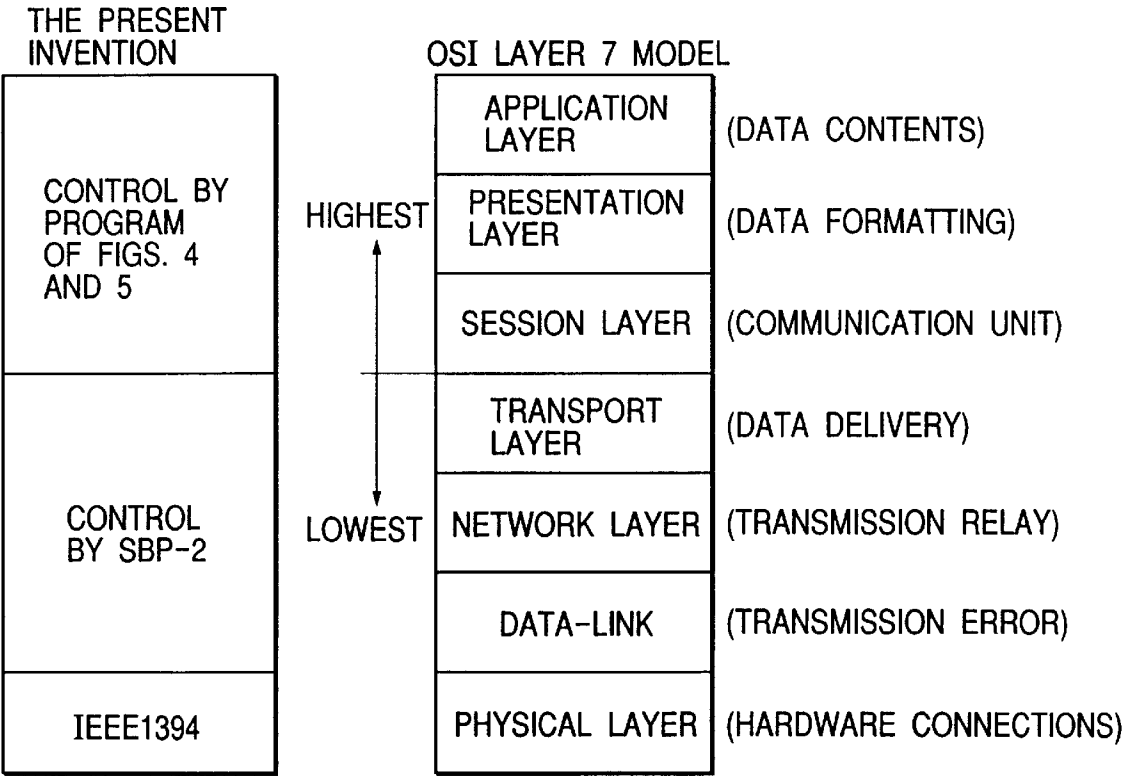 THE PRESENT
INVENTION
CONTROL BY
PROGRAM
OF FIGS. 4
AND 5
CONTROL
BY SBP-2
IEEE1394
HIGHEST
LOWEST
OSI LAYER 7 MODEL
APPLICATION
LAYER
(DATA CONTENTS)
PRESENTATION
LAYER
(DATA FORMATTING)
SESSION LAYER
(COMMUNICATION UNIT)
TRANSPORT
LAYER
(DATA DELIVERY)
NETWORK LAYER
(TRANSMISSION RELAY)
DATA-LINK
(TRANSMISSION ERROR)
PHYSICAL LAYER
(HARDWARE CONNECTIONS)